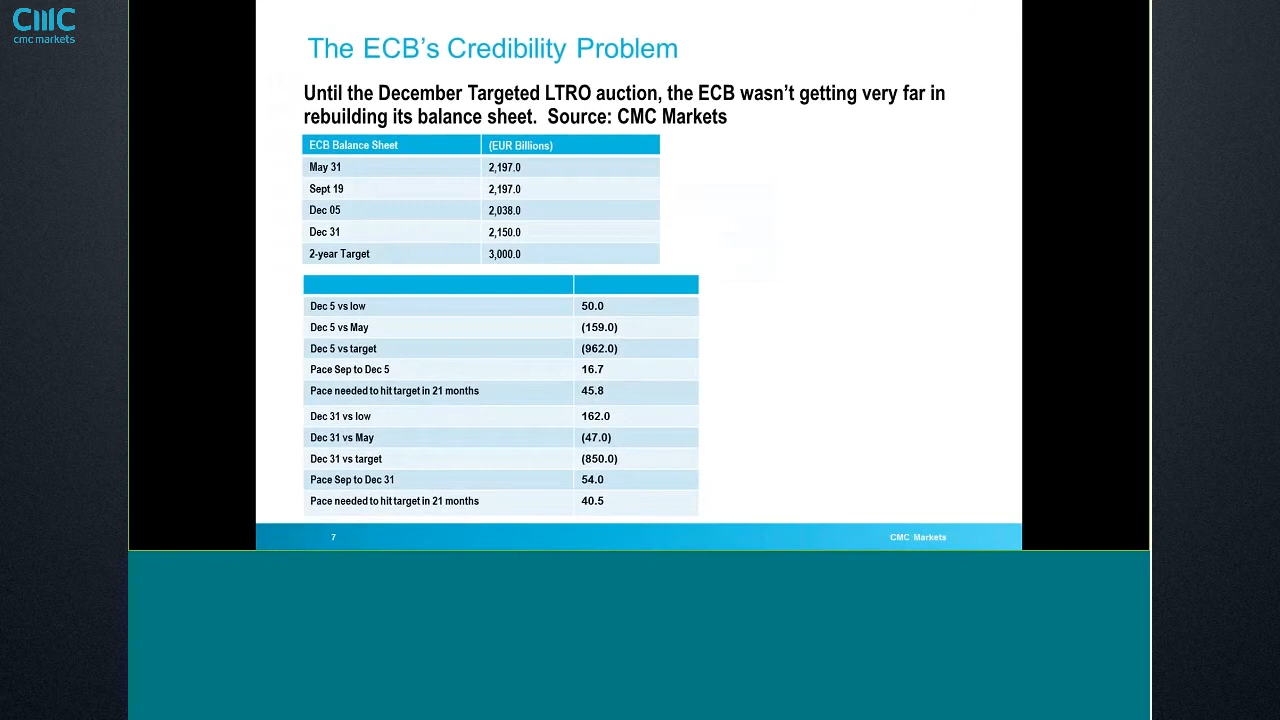 CMC
cmc markets
The ECB's Credibility Problem
Until the December Targeted LTRO auction, the ECB wasn't getting very far in
rebuilding its balance sheet. Source: CMC Markets
ECB Balance Sheet (EUR Billions)
May 31 2,197.0
Sept 19 2,197.0
Dec 05 2,038.0
Dec 31 2,150.0
2-year Target 3,000.0
Dec 5 vs low 50.0
Dec 5 vs May (159.0)
Dec 5 vs target (962.0)
Pace Sep to Dec 5 16.7
Pace needed to hit target in 21 months 45.8
Dec 31 vs low 162.0
Dec 31 vs May (47.0)
Dec 31 vs target (850.0)
Pace Sep to Dec 31 54.0
Pace needed to hit target in 21 months 40.5
7 CMC Markets